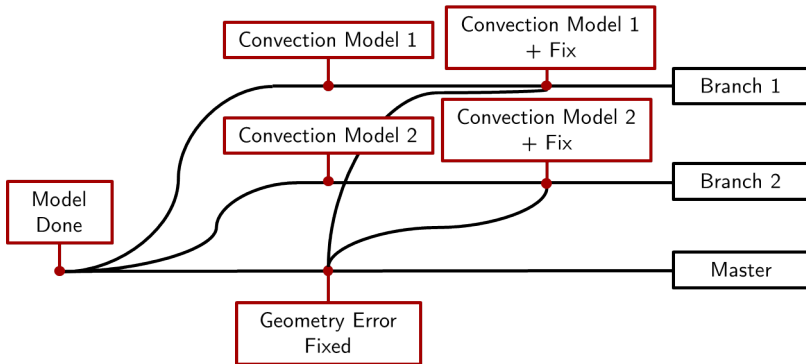 Convection Model 1
Convection Model 1
+ Fix
Branch 1
Convection Model 2
Convection Model 2
+ Fix
Branch 2
Model
Done
Master
Geometry Error
Fixed